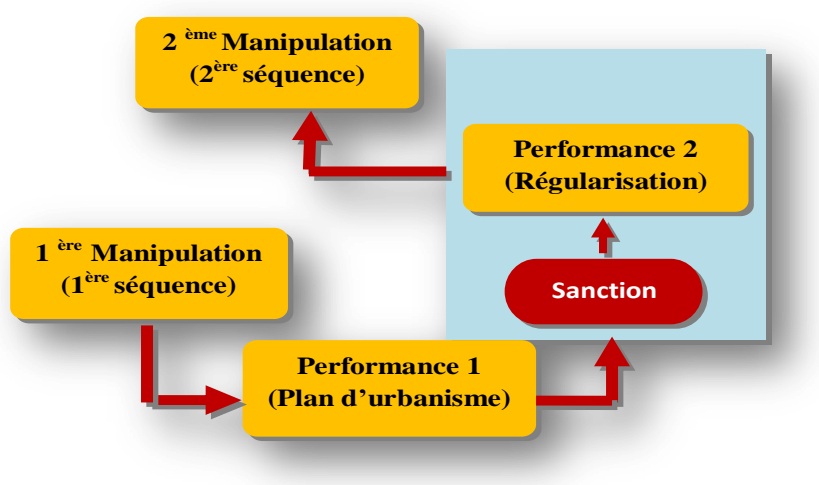 2 ème Manipulation
(2ère séquence)
Performance 2
(Régularisation)
1 ère Manipulation
(1ère séquence)
Sanction
Performance 1
(Plan d’urbanisme)